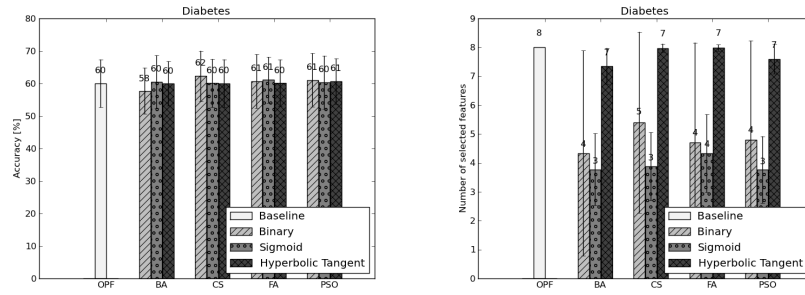 Diabetes
80
70
60
50
40
30
20
10
0
Accuracy [%]
60
58
60
60
62
60
60
61
61
60
61
60
61
OPF
BA
CS
FA
PSO
Baseline
Binary
Sigmoid
Hyperbolic Tangent
Diabetes
9
8
7
6
5
4
3
2
1
0
Number of selected features
8
4
3
7
5
3
7
4
4
7
4
3
7
OPF
BA
CS
FA
PSO
Baseline
Binary
Sigmoid
Hyperbolic Tangent